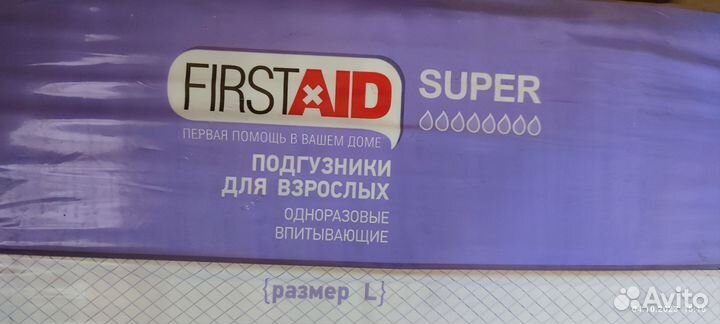 FIRSTAID
SUPER
ПЕРВАЯ ПОМОЩЬ В ВАШЕМ ДОМЕ
ПОДГУЗНИКИ
ДЛЯ ВЗРОСЛЫХ
ОДНОРАЗОВЫЕ
ВПИТЫВАЮЩИЕ
{размер L}
Avito